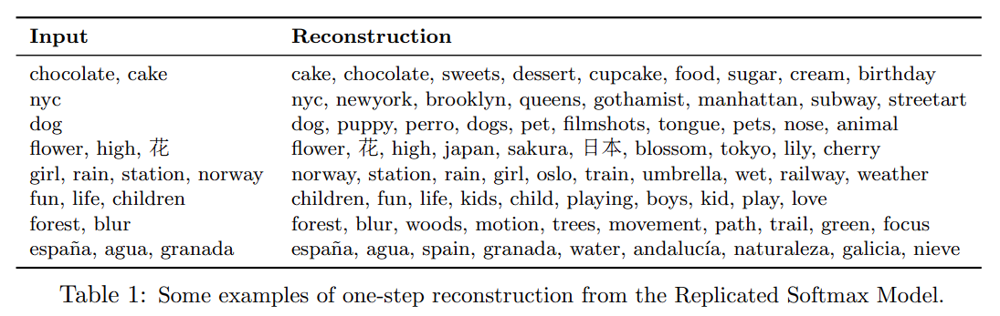 Input Reconstruction
chocolate, cake cake, chocolate, sweets, dessert, cupcake, food, sugar, cream, birthday
nyc nyc, newyork, brooklyn, queens, gothamist, manhattan, subway, streetart
dog dog, puppy, perro, dogs, pet, filmshots, tongue, pets, nose, animal
flower, high, 花 flower, 花, high, japan, sakura, 日本, blossom, tokyo, lily, cherry
girl, rain, station, norway norway, station, rain, girl, oslo, train, umbrella, wet, railway, weather
fun, life, children children, fun, life, kids, child, playing, boys, kid, play, love
forest, blur forest, blur, woods, motion, trees, movement, path, trail, green, focus
españa, agua, granada españa, agua, spain, granada, water, andalucía, naturaleza, galicia, nieve
Table 1: Some examples of one-step reconstruction from the Replicated Softmax Model.